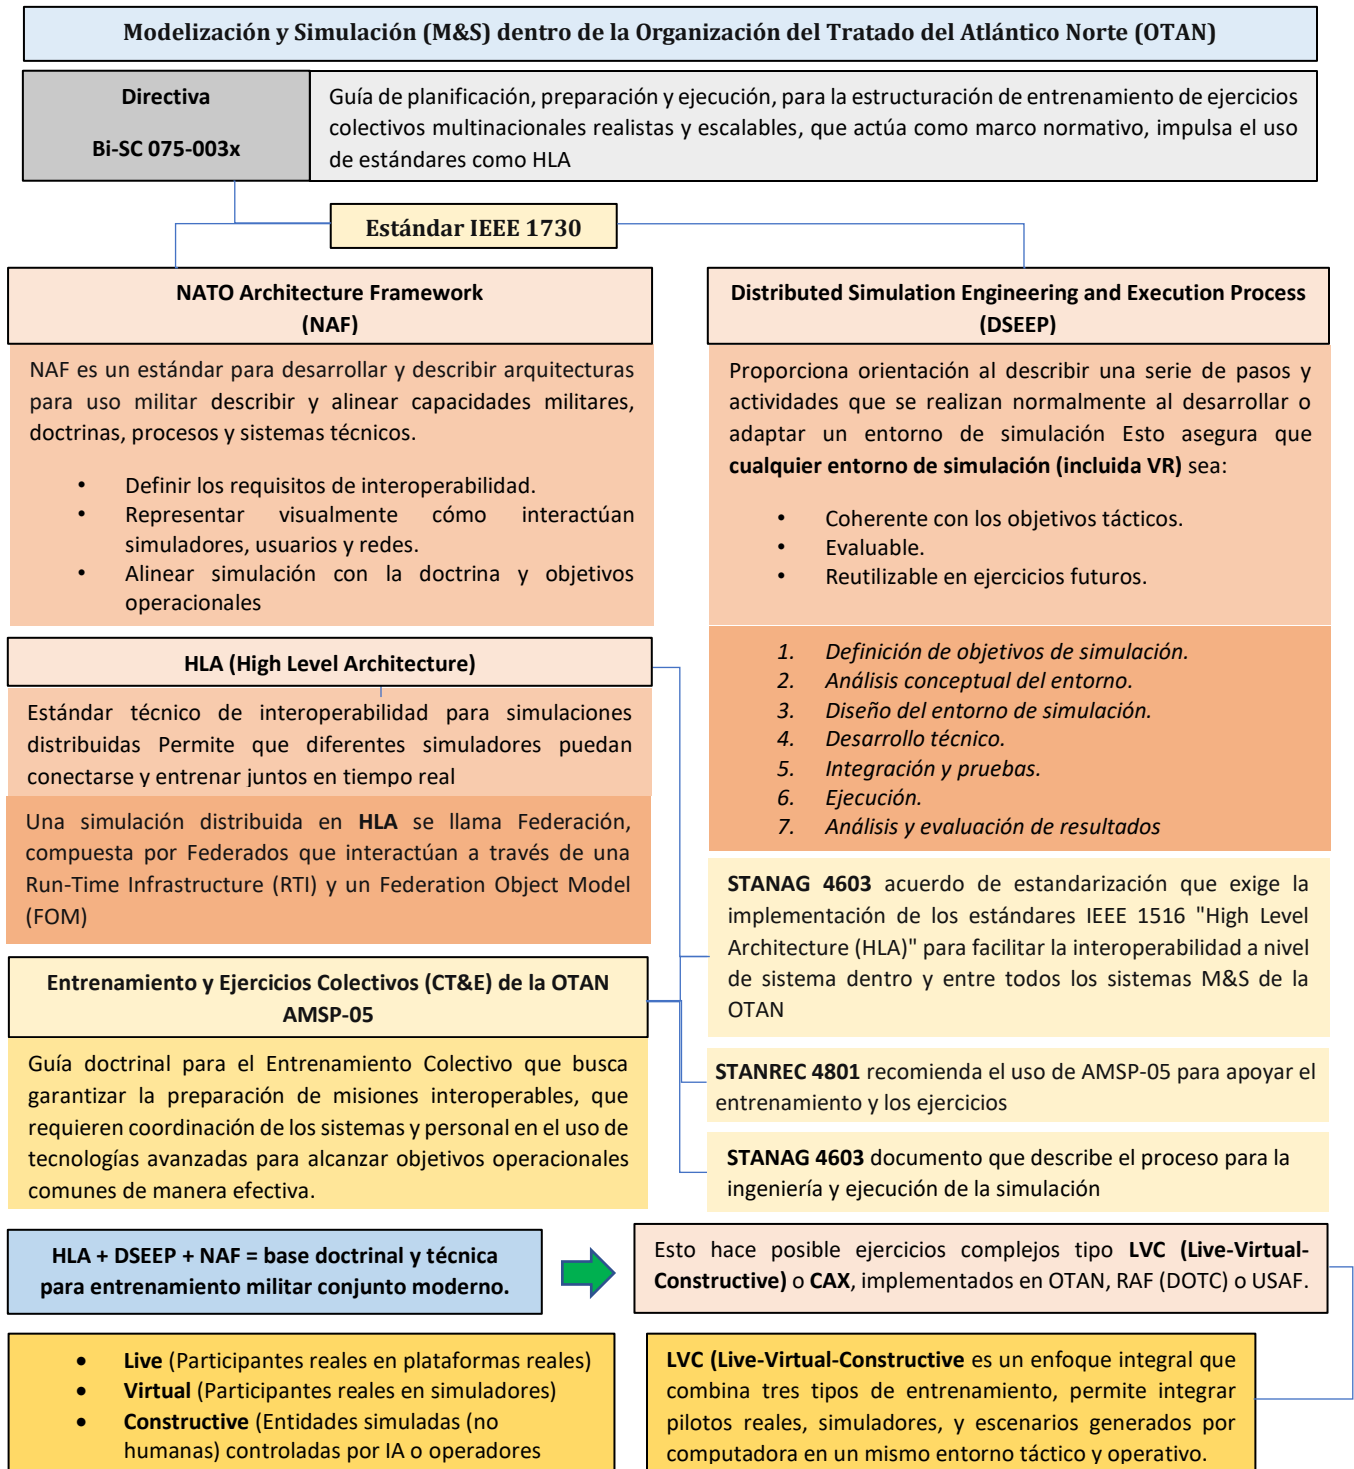 Modelización y Simulación (M&S) dentro de la Organización del Tratado del Atlántico Norte (OTAN)
Directiva
Bi-SC 075-003x
Guía de planificación, preparación y ejecución, para la estructuración de entrenamiento de ejercicios
colectivos multinacionales realistas y escalables, que actúa como marco normativo, impulsa el uso
de estándares como HLA
Estándar IEEE 1730
NATO Architecture Framework
(NAF)
NAF es un estándar para desarrollar y describir arquitecturas
para uso militar describir y alinear capacidades militares,
doctrinas, procesos y sistemas técnicos.
• Definir los requisitos de interoperabilidad.
• Representar visualmente cómo interactúan
simuladores, usuarios y redes.
• Alinear simulación con la doctrina y objetivos
operacionales
HLA (High Level Architecture)
Estándar técnico de interoperabilidad para simulaciones
distribuidas Permite que diferentes simuladores puedan
conectarse y entrenar juntos en tiempo real
Una simulación distribuida en HLA se llama Federación,
compuesta por Federados que interactúan a través de una
Run-Time Infrastructure (RTI) y un Federation Object Model
(FOM)
Entrenamiento y Ejercicios Colectivos (CT&E) de la OTAN
AMSP-05
Guía doctrinal para el Entrenamiento Colectivo que busca
garantizar la preparación de misiones interoperables, que
requieren coordinación de los sistemas y personal en el uso de
tecnologías avanzadas para alcanzar objetivos operacionales
comunes de manera efectiva.
Distributed Simulation Engineering and Execution Process
(DSEEP)
Proporciona orientación al describir una serie de pasos y
actividades que se realizan normalmente al desarrollar o
adaptar un entorno de simulación Esto asegura que
cualquier entorno de simulación (incluida VR) sea:
• Coherente con los objetivos tácticos.
• Evaluable.
• Reutilizable en ejercicios futuros.
1. Definición de objetivos de simulación.
2. Análisis conceptual del entorno.
3. Diseño del entorno de simulación.
4. Desarrollo técnico.
5. Integración y pruebas.
6. Ejecución.
7. Análisis y evaluación de resultados
STANAG 4603 acuerdo de estandarización que exige la
implementación de los estándares IEEE 1516 "High Level
Architecture (HLA)" para facilitar la interoperabilidad a nivel
de sistema dentro y entre todos los sistemas M&S de la
OTAN
STANREC 4801 recomienda el uso de AMSP-05 para apoyar el
entrenamiento y los ejercicios
STANAG 4603 documento que describe el proceso para la
ingeniería y ejecución de la simulación
HLA + DSEEP + NAF = base doctrinal y técnica
para entrenamiento militar conjunto moderno.
Esto hace posible ejercicios complejos tipo LVC (Live-Virtual-
Constructive) o CAX, implementados en OTAN, RAF (DOTC) o USAF.
• Live (Participantes reales en plataformas reales)
• Virtual (Participantes reales en simuladores)
• Constructive (Entidades simuladas (no
humanas) controladas por IA o operadores
LVC (Live-Virtual-Constructive es un enfoque integral que
combina tres tipos de entrenamiento, permite integrar
pilotos reales, simuladores, y escenarios generados por
computadora en un mismo entorno táctico y operativo.